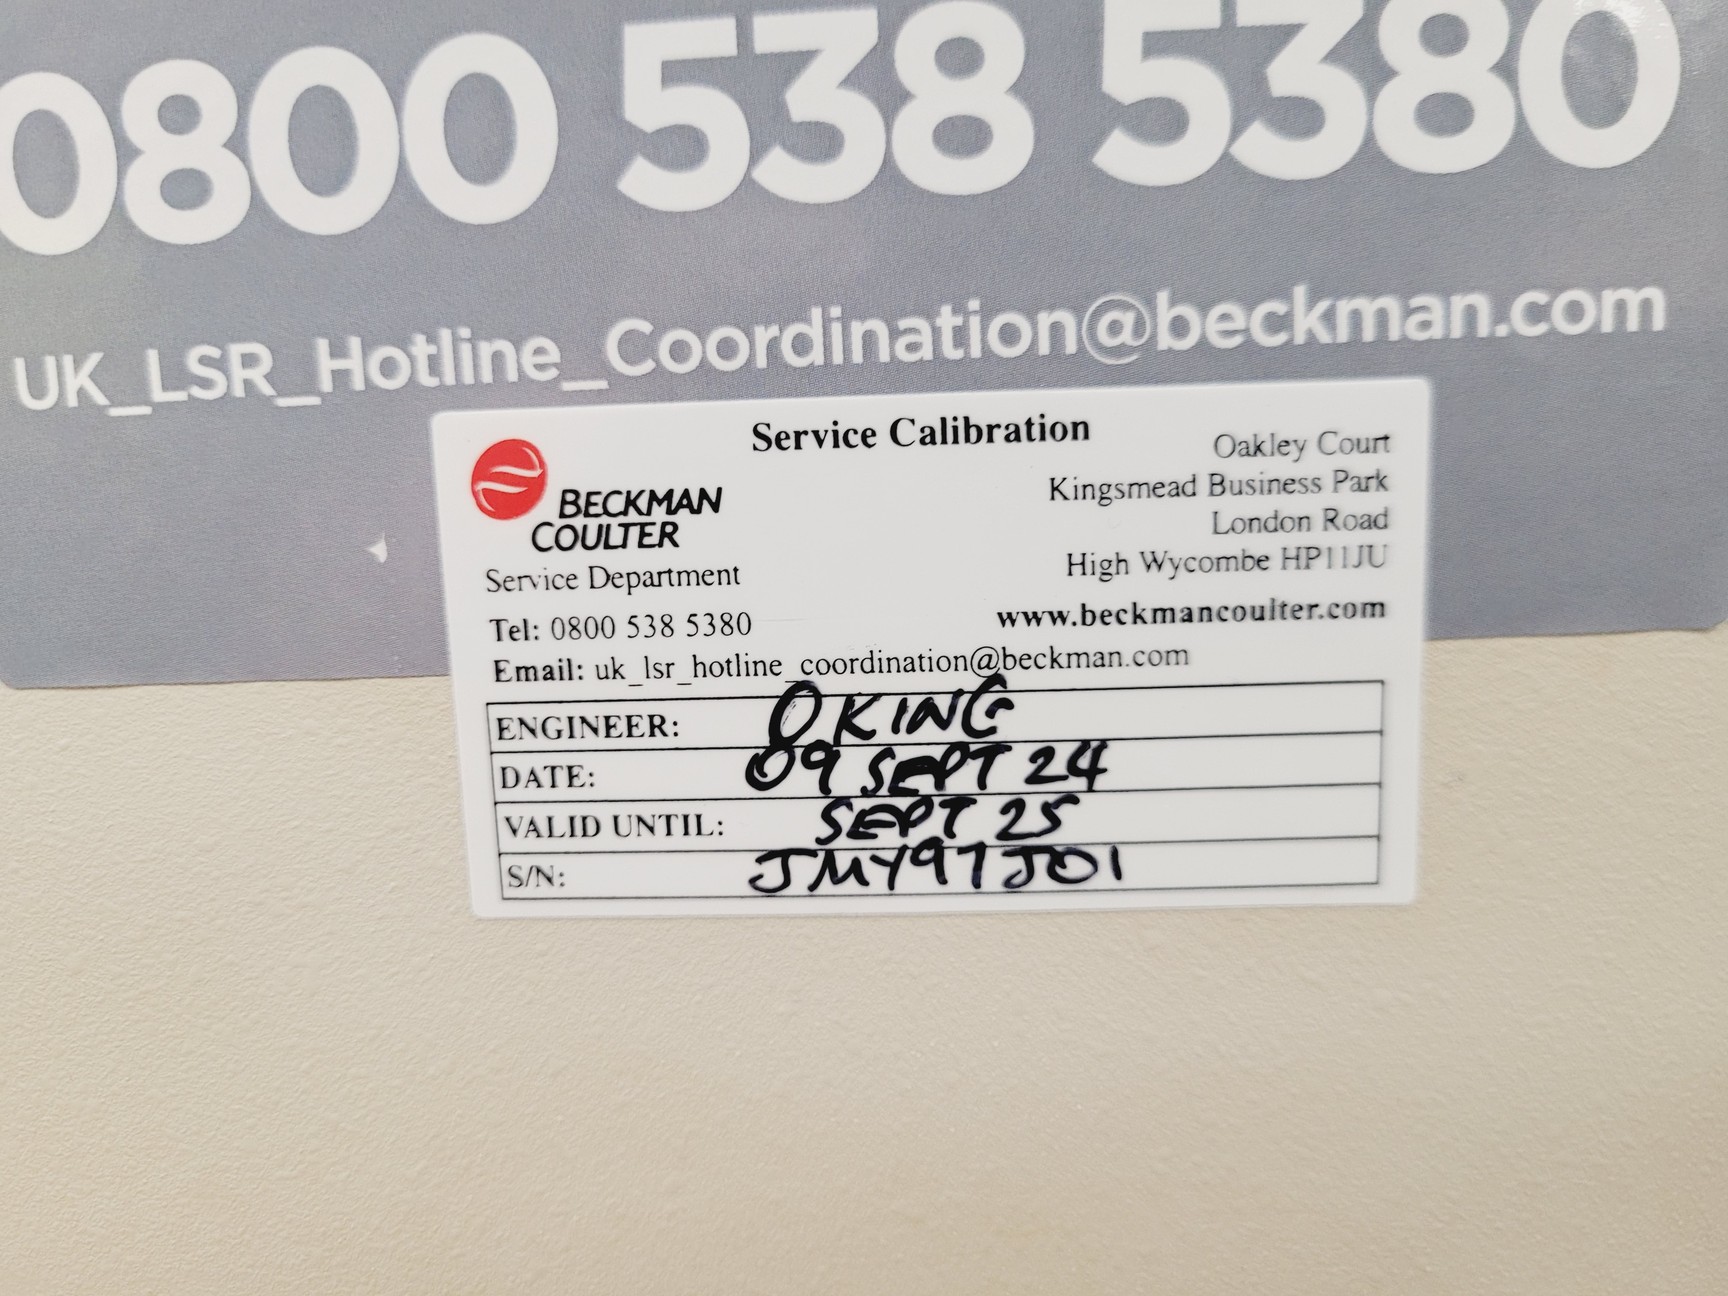 0800 538 5380
UK_LSR_Hotline_Coordination@beckman.com
Service Calibration
BECKMAN
COULTER
Service Department
Oakley Court
Kingsmead Business Park
London Road
High Wycombe HP11JU
Tel: 0800 538 5380
www.beckmancoulter.com
Email: uk_lsr_hotline_coordination@beckman.com
ENGINEER: O KING
DATE: 09 SEPT 24
VALID UNTIL: SEPT 25
S/N: JMY97J01